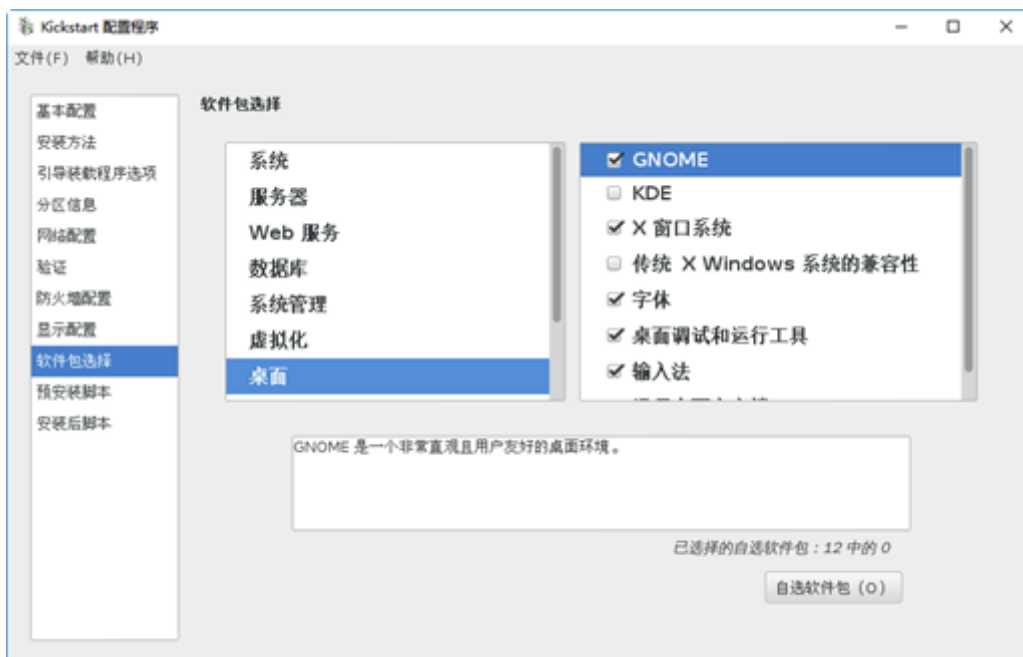 Kickstart 配置程序
文件(F) 帮助(H)
基本配置
安装方法
引导装载程序选项
分区信息
网络配置
验证
防火墙配置
显示配置
软件包选择
预安装脚本
安装后脚本
软件包选择
系统
服务器
Web 服务
数据库
系统管理
虚拟化
桌面
GNOME
KDE
X 窗口系统
传统 X Windows 系统的兼容性
字体
桌面调试和运行工具
输入法
GNOME 是一个非常直观且用户友好的桌面环境。
已选择的自选软件包：12 中的 0
自选软件包 (O)